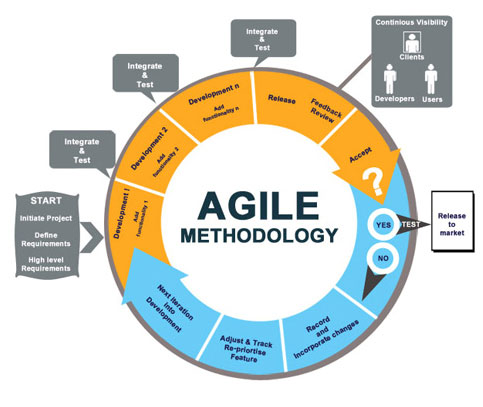 START
Initiate Project
Define
Requirements
High level
Requirements
Integrate
&
Test
Integrate
&
Test
Integrate
&
Test
Continious Visibility
Clients
Developers
Users
Development 1
Add
functionality 1
Development 2
Add
functionality 2
Development n
Add
functionality n
Release
Feedback
Review
Accept
?
YES
TEST
Release
to
market
NO
Record
and
Incorporate changes
Adjust & Track
Re-priortise
Feature
Next Iteration
into
Development
AGILE
METHODOLOGY